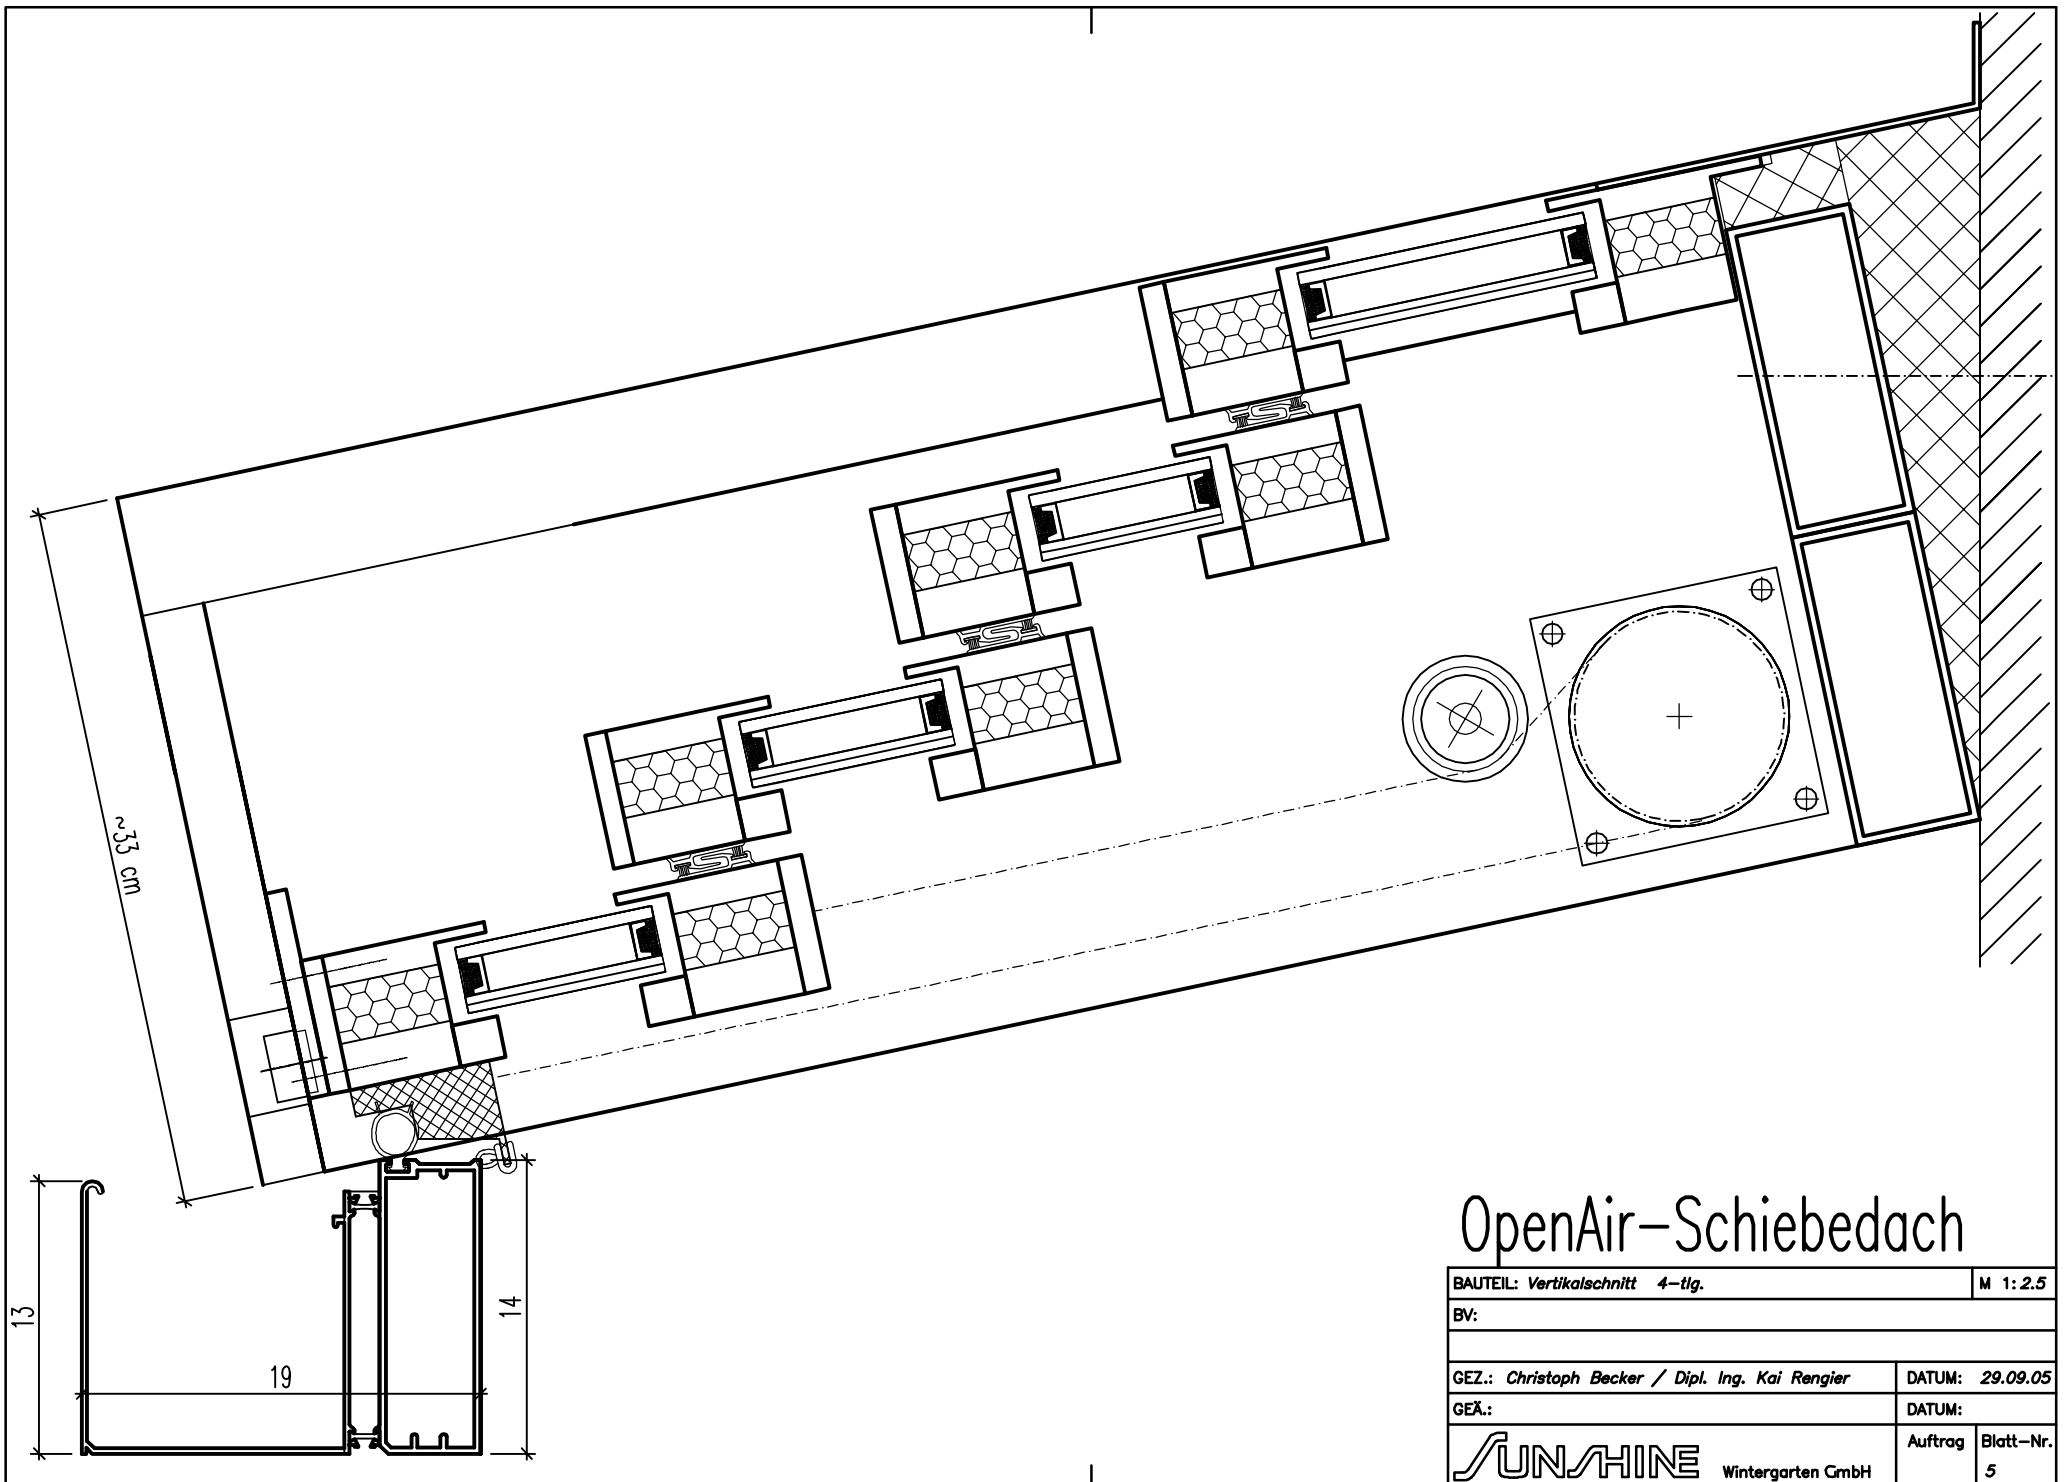 ~33 cm
13
19
14
OpenAir-Schiebedach
BAUTEIL: Vertikalschnitt 4-tlg. M 1: 2.5
BV:
GEZ.: Christoph Becker / Dipl. Ing. Kai Rengier DATUM: 29.09.05
GEÄ.: DATUM:
SUNSHINE Wintergarten GmbH Auftrag Blatt-Nr.
5